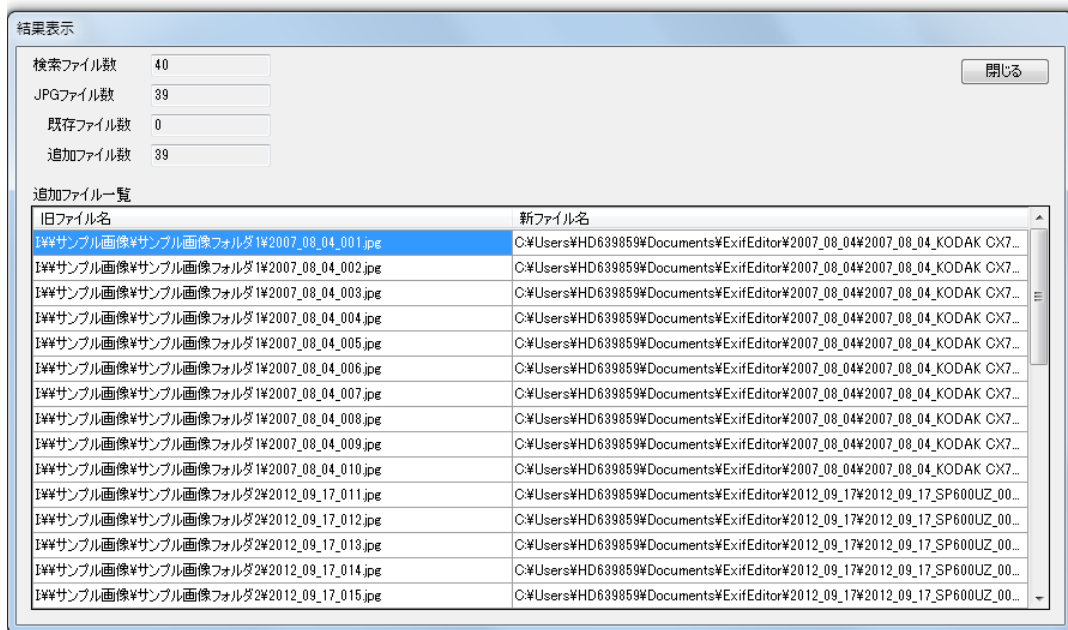 結果表示
検索ファイル数 40
閉じる
JPGファイル数 39
既存ファイル数 0
追加ファイル数 39
追加ファイル一覧
旧ファイル名 新ファイル名
I:¥¥サンプル画像¥サンプル画像フォルダ1¥2007_08_04_001.jpg C:¥Users¥HD639859¥Documents¥ExifEditor¥2007_08_04¥2007_08_04_KODAK CX7...
I:¥¥サンプル画像¥サンプル画像フォルダ1¥2007_08_04_002.jpg C:¥Users¥HD639859¥Documents¥ExifEditor¥2007_08_04¥2007_08_04_KODAK CX7...
I:¥¥サンプル画像¥サンプル画像フォルダ1¥2007_08_04_003.jpg C:¥Users¥HD639859¥Documents¥ExifEditor¥2007_08_04¥2007_08_04_KODAK CX7...
I:¥¥サンプル画像¥サンプル画像フォルダ1¥2007_08_04_004.jpg C:¥Users¥HD639859¥Documents¥ExifEditor¥2007_08_04¥2007_08_04_KODAK CX7...
I:¥¥サンプル画像¥サンプル画像フォルダ1¥2007_08_04_005.jpg C:¥Users¥HD639859¥Documents¥ExifEditor¥2007_08_04¥2007_08_04_KODAK CX7...
I:¥¥サンプル画像¥サンプル画像フォルダ1¥2007_08_04_006.jpg C:¥Users¥HD639859¥Documents¥ExifEditor¥2007_08_04¥2007_08_04_KODAK CX7...
I:¥¥サンプル画像¥サンプル画像フォルダ1¥2007_08_04_007.jpg C:¥Users¥HD639859¥Documents¥ExifEditor¥2007_08_04¥2007_08_04_KODAK CX7...
I:¥¥サンプル画像¥サンプル画像フォルダ1¥2007_08_04_008.jpg C:¥Users¥HD639859¥Documents¥ExifEditor¥2007_08_04¥2007_08_04_KODAK CX7...
I:¥¥サンプル画像¥サンプル画像フォルダ1¥2007_08_04_009.jpg C:¥Users¥HD639859¥Documents¥ExifEditor¥2007_08_04¥2007_08_04_KODAK CX7...
I:¥¥サンプル画像¥サンプル画像フォルダ1¥2007_08_04_010.jpg C:¥Users¥HD639859¥Documents¥ExifEditor¥2007_08_04¥2007_08_04_KODAK CX7...
I:¥¥サンプル画像¥サンプル画像フォルダ2¥2012_09_17_011.jpg C:¥Users¥HD639859¥Documents¥ExifEditor¥2012_09_17¥2012_09_17_SP600UZ_00...
I:¥¥サンプル画像¥サンプル画像フォルダ2¥2012_09_17_012.jpg C:¥Users¥HD639859¥Documents¥ExifEditor¥2012_09_17¥2012_09_17_SP600UZ_00...
I:¥¥サンプル画像¥サンプル画像フォルダ2¥2012_09_17_013.jpg C:¥Users¥HD639859¥Documents¥ExifEditor¥2012_09_17¥2012_09_17_SP600UZ_00...
I:¥¥サンプル画像¥サンプル画像フォルダ2¥2012_09_17_014.jpg C:¥Users¥HD639859¥Documents¥ExifEditor¥2012_09_17¥2012_09_17_SP600UZ_00...
I:¥¥サンプル画像¥サンプル画像フォルダ2¥2012_09_17_015.jpg C:¥Users¥HD639859¥Documents¥ExifEditor¥2012_09_17¥2012_09_17_SP600UZ_00...